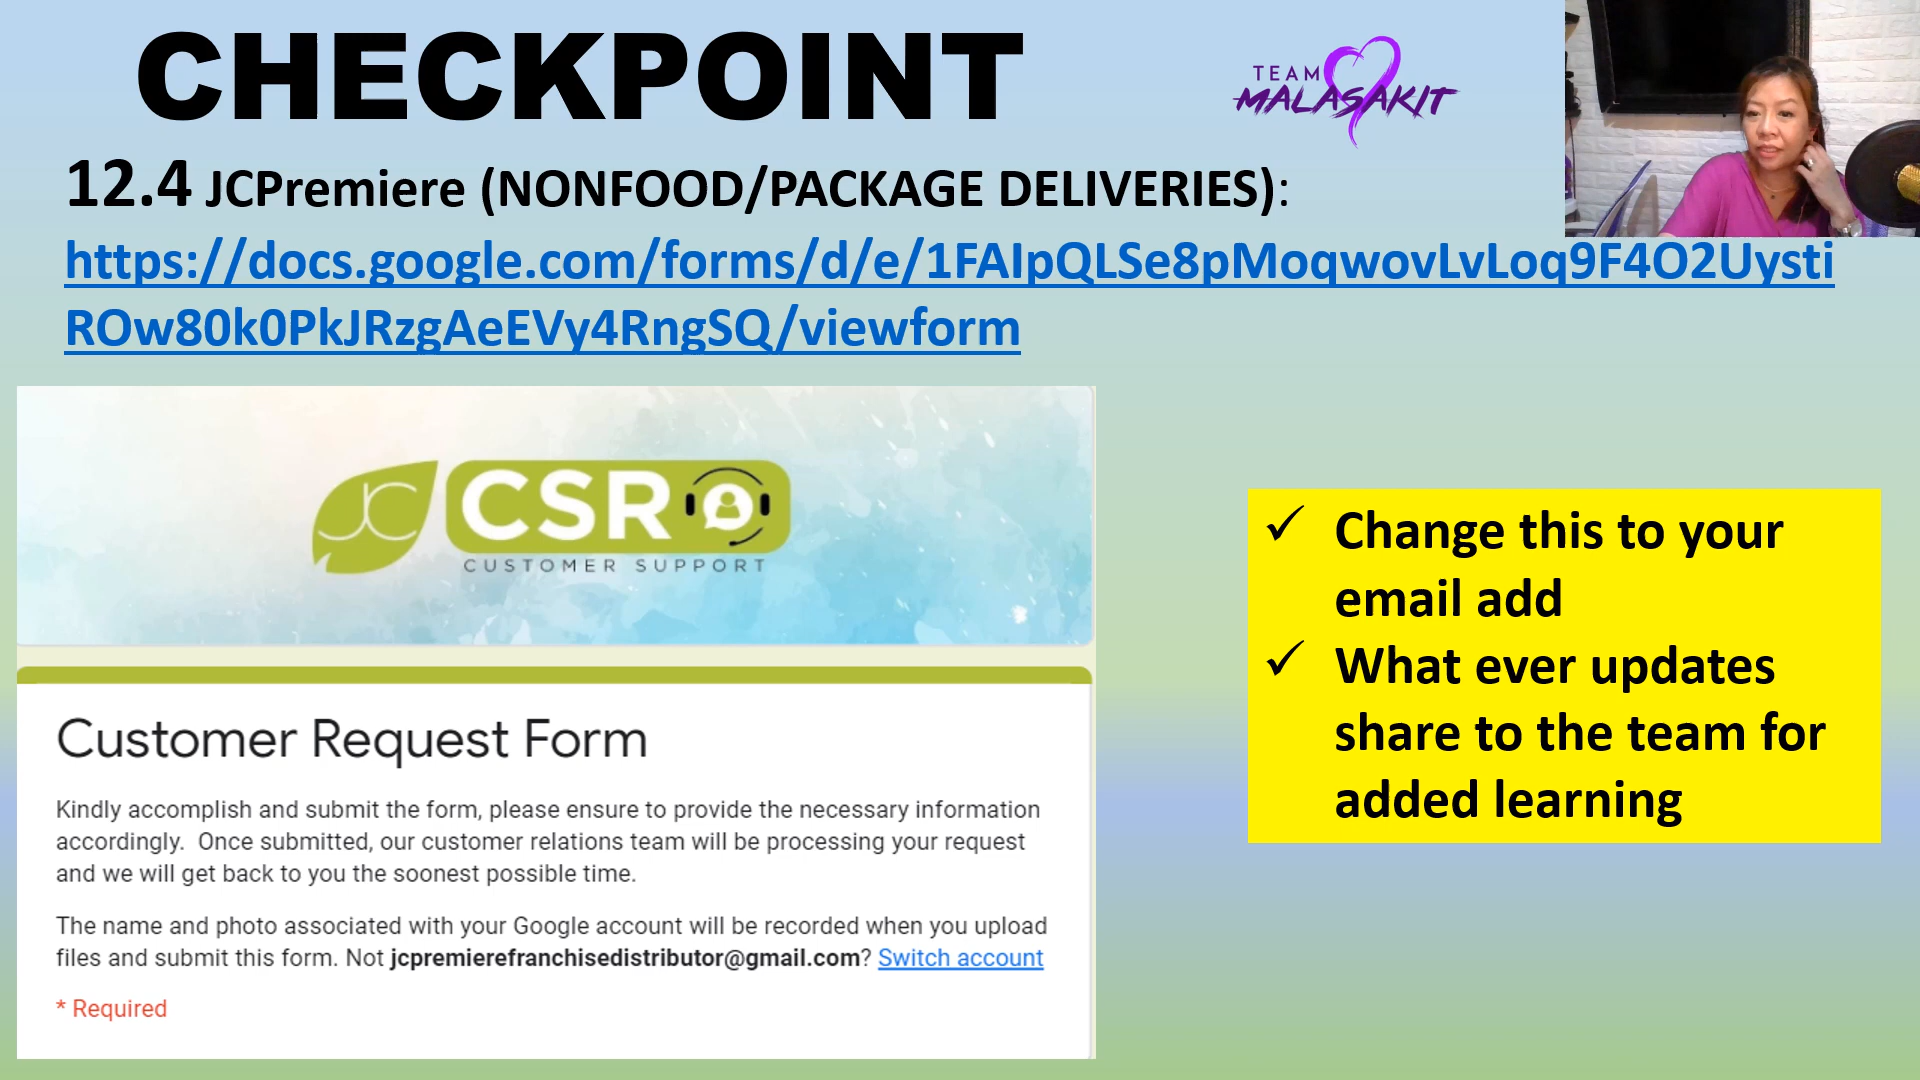 CHECKPOINT
TEAM
MALASAKIT
12.4 JCPremiere (NONFOOD/PACKAGE DELIVERIES):
https://docs.google.com/forms/d/e/1FAIpQLSe8pMoqwovLvLoq9F4O2Uysti
ROw80k0PkJRzgAeEVy4RngSQ/viewform
JC CSR
CUSTOMER SUPPORT
Customer Request Form
Kindly accomplish and submit the form, please ensure to provide the necessary information
accordingly. Once submitted, our customer relations team will be processing your request
and we will get back to you the soonest possible time.
The name and photo associated with your Google account will be recorded when you upload
files and submit this form. Not jcpremierefranchisedistributor@gmail.com? Switch account
* Required
✓ Change this to your
email add
✓ What ever updates
share to the team for
added learning